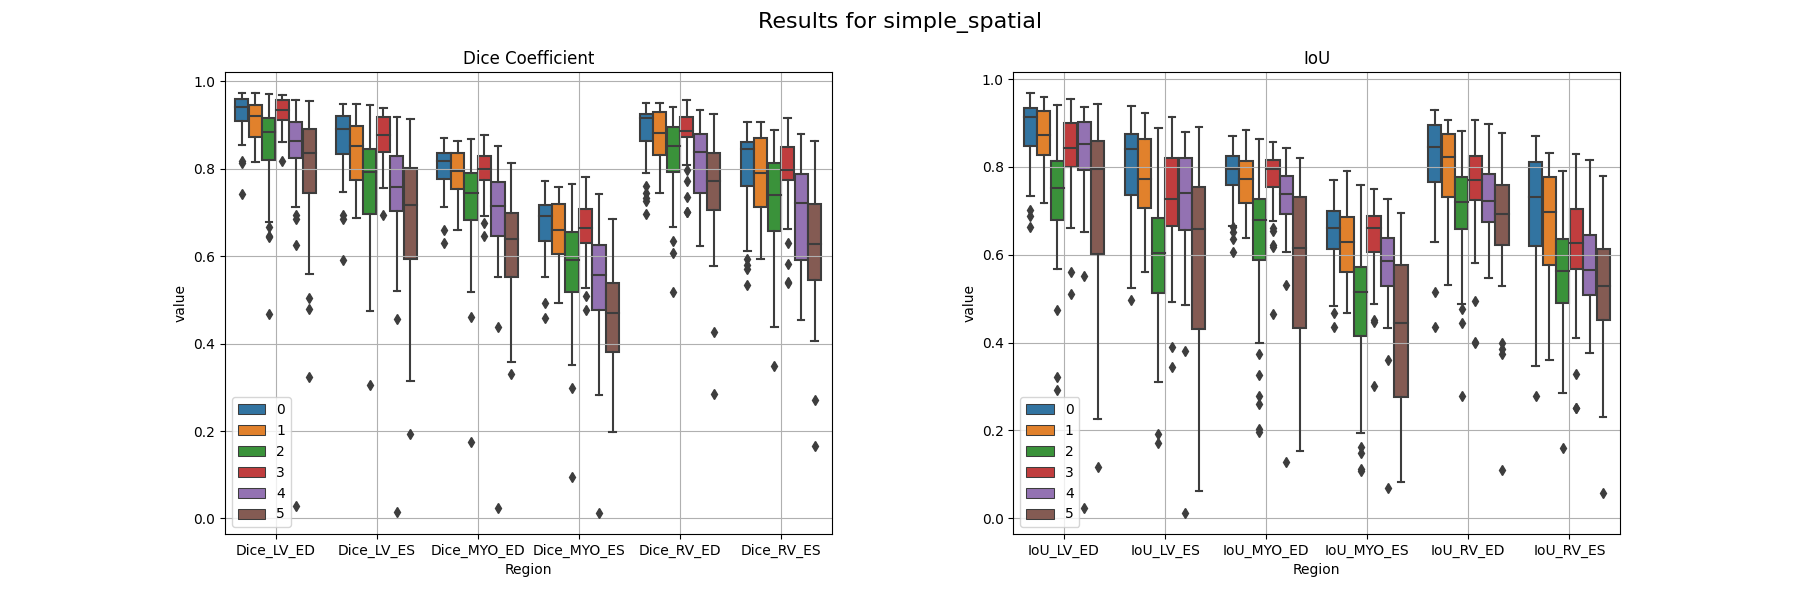 Results for simple_spatial
Dice Coefficient
1.0
0.8
0.6
0.4
0.2
0.0
value
0
1
2
3
4
5
Dice_LV_ED Dice_LV_ES Dice_MYO_ED Dice_MYO_ES Dice_RV_ED Dice_RV_ES
Region
IoU
1.0
0.8
0.6
0.4
0.2
0.0
value
0
1
2
3
4
5
IoU_LV_ED IoU_LV_ES IoU_MYO_ED IoU_MYO_ES IoU_RV_ED IoU_RV_ES
Region